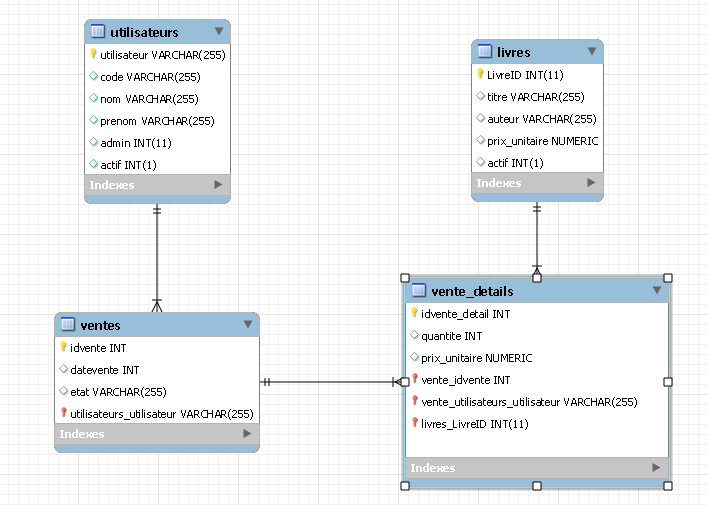 utilisateurs
utilisateur VARCHAR(255)
code VARCHAR(255)
nom VARCHAR(255)
prenom VARCHAR(255)
admin INT(11)
actif INT(1)
Indexes
livres
LivreID INT(11)
titre VARCHAR(255)
auteur VARCHAR(255)
prix_unitaire NUMERIC
actif INT(1)
Indexes
ventes
idvente INT
datevente INT
etat VARCHAR(255)
utilisateurs_utilisateur VARCHAR(255)
Indexes
vente_details
idvente_detail INT
quantite INT
prix_unitaire NUMERIC
vente_idvente INT
vente_utilisateurs_utilisateur VARCHAR(255)
livres_LivreID INT(11)
Indexes